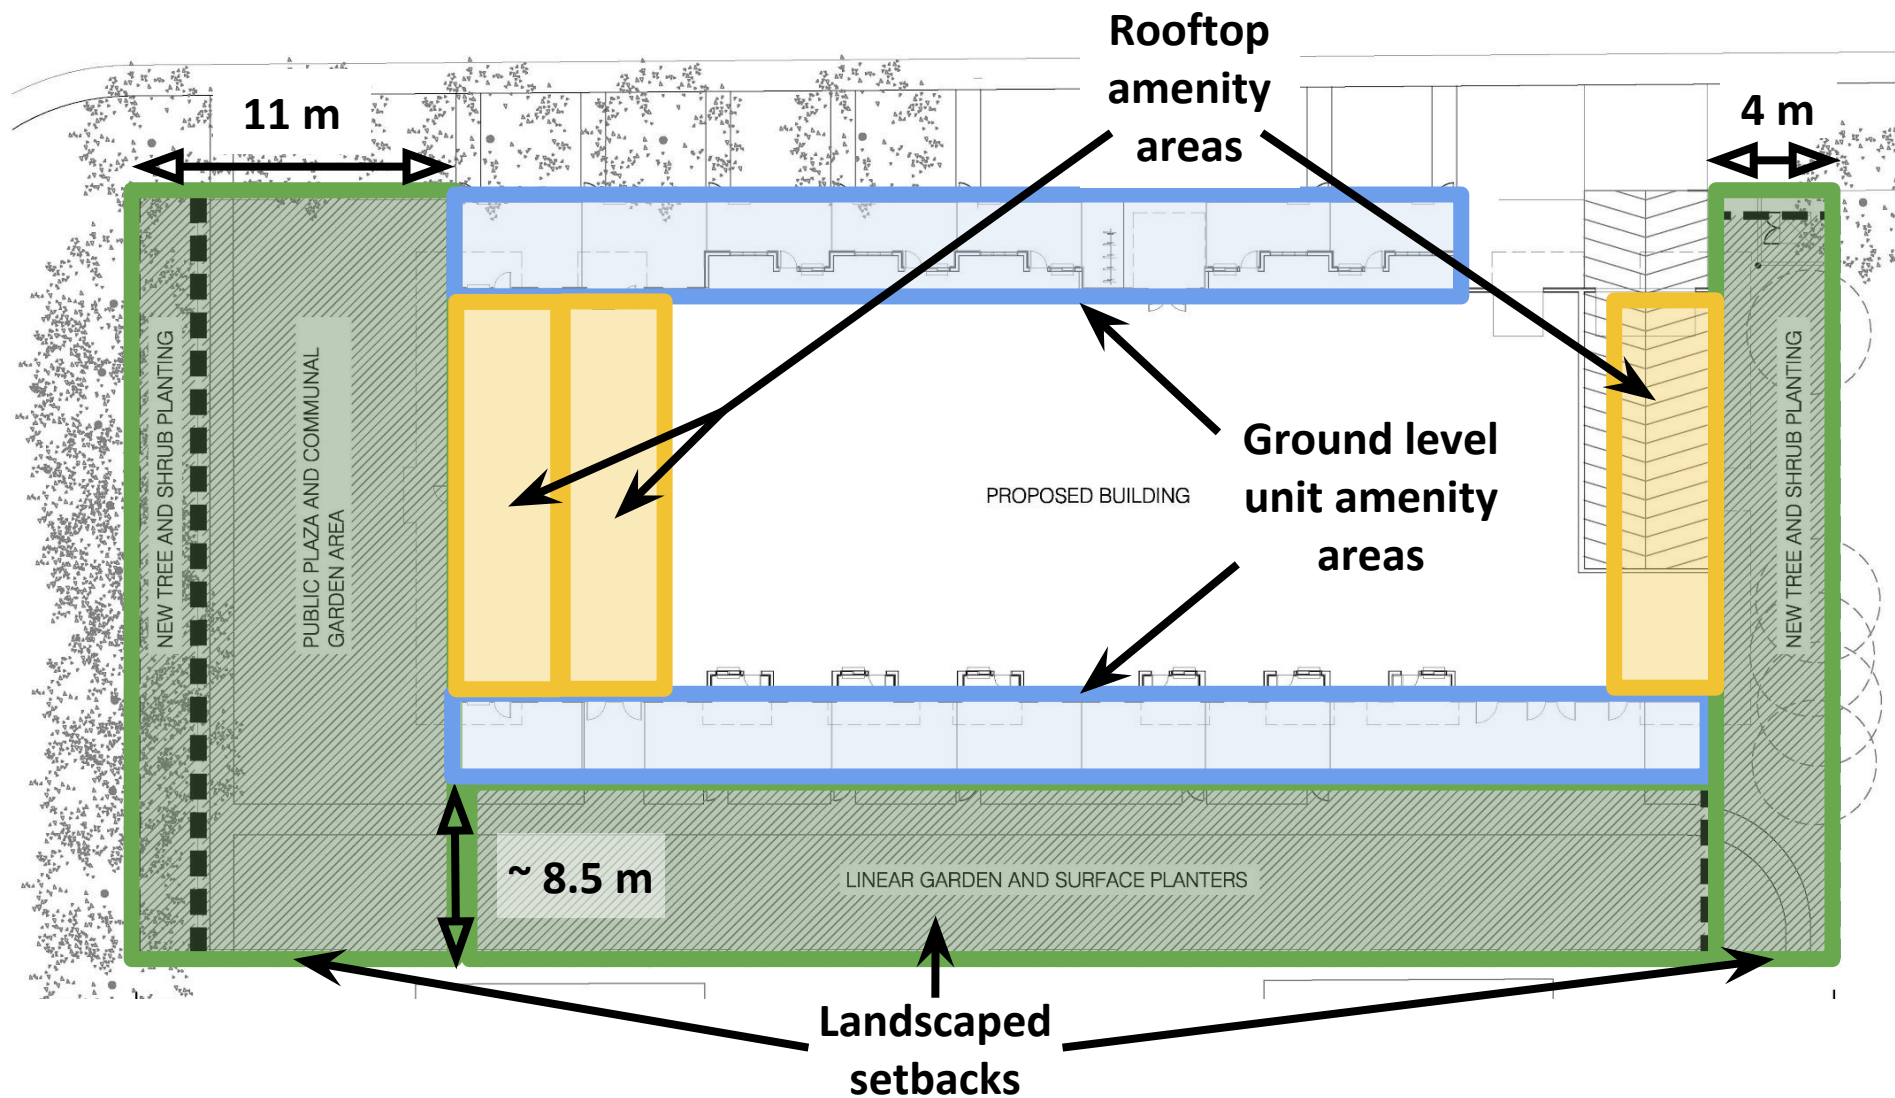 Rooftop
amenity
areas
11 m
4 m
NEW TREE AND SHRUB PLANTING
PUBLIC PLAZA AND COMMUNAL
GARDEN AREA
PROPOSED BUILDING
Ground level
unit amenity
areas
NEW TREE AND SHRUB PLANTING
~ 8.5 m
LINEAR GARDEN AND SURFACE PLANTERS
Landscaped
setbacks